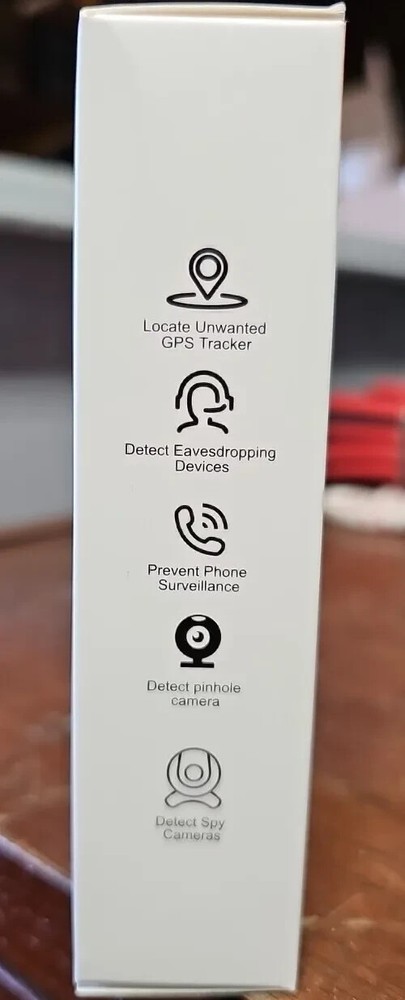 Locate Unwanted
GPS Tracker
Detect Eavesdropping
Devices
Prevent Phone
Surveillance
Detect pinhole
camera
Detect Spy
Cameras